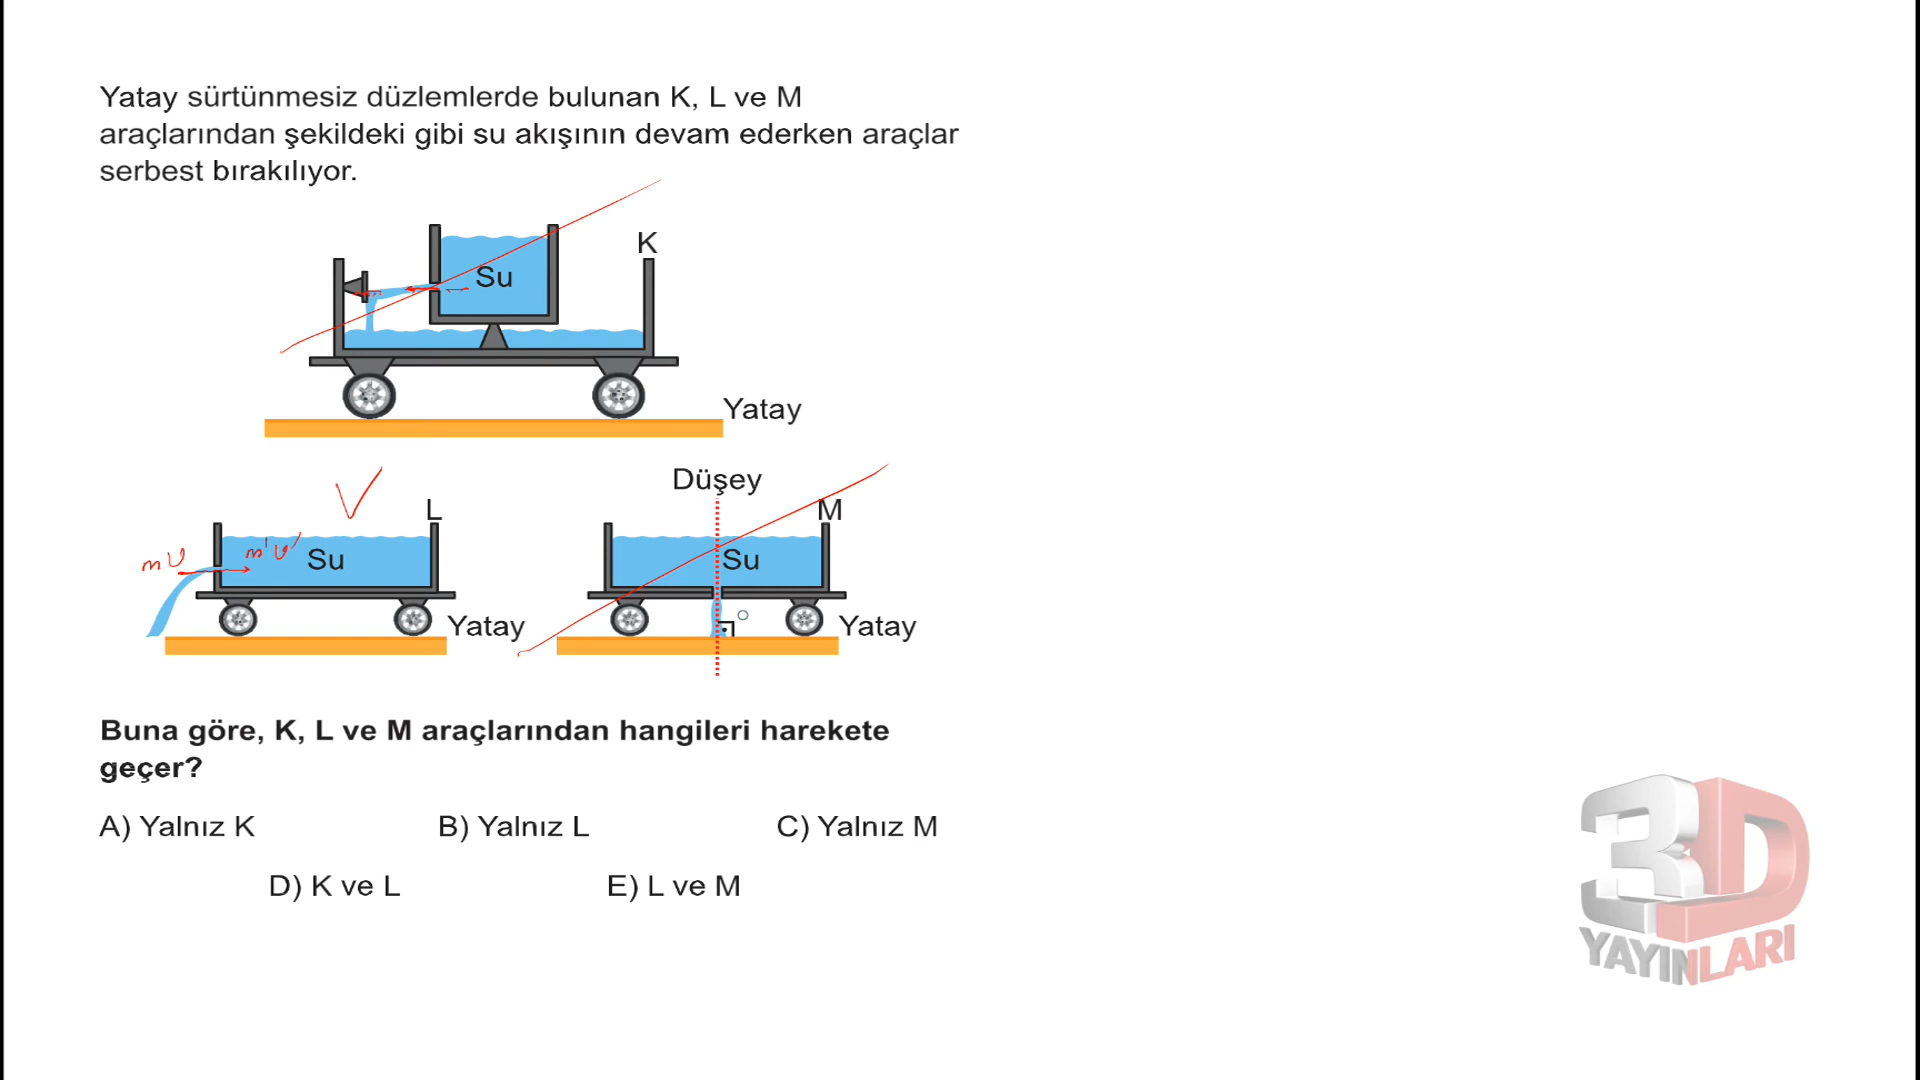 Yatay sürtünmesiz düzlemlerde bulunan K, L ve M
araçlarından şekildeki gibi su akışının devam ederken araçlar
serbest bırakılıyor.
K
Su
Yatay
Düşey
L
M
mυ
m'υ'
Su
Su
Yatay
Yatay
Buna göre, K, L ve M araçlarından hangileri harekete
geçer?
A) Yalnız K
B) Yalnız L
C) Yalnız M
D) K ve L
E) L ve M
3D
YAYINLARI